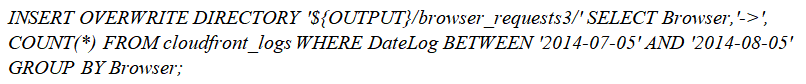 INSERT OVERWRITE DIRECTORY '${OUTPUT}/browser_requests3/' SELECT Browser,'->',
COUNT(*) FROM cloudfront_logs WHERE DateLog BETWEEN '2014-07-05' AND '2014-08-05'
GROUP BY Browser;